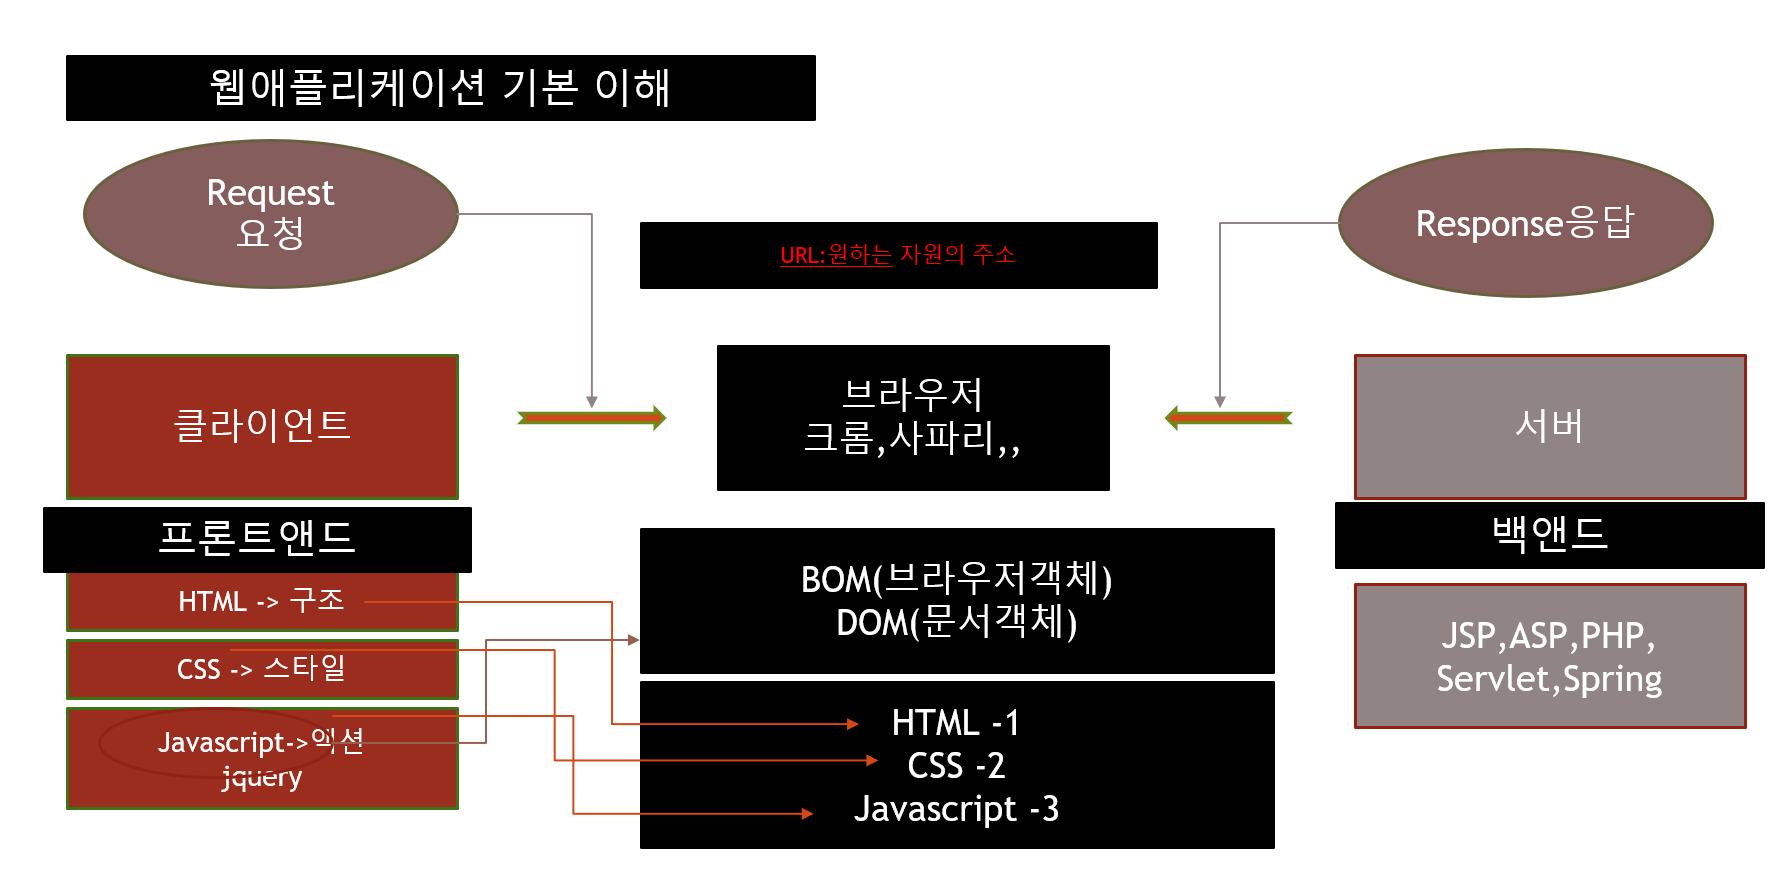 웹애플리케이션 기본 이해
Request
요청
Response응답
URL:원하는 자원의 주소
클라이언트
브라우저
크롬,사파리,,
서버
프론트앤드
백앤드
HTML -> 구조
CSS -> 스타일
Javascript->액션
jquery
BOM(브라우저객체)
DOM(문서객체)
HTML -1
CSS -2
Javascript -3
JSP,ASP,PHP,
Servlet,Spring